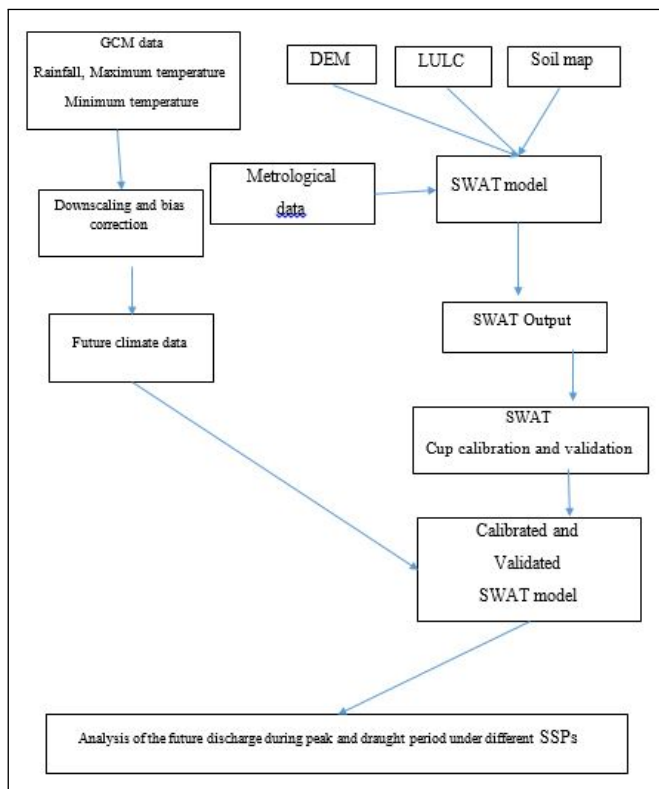 GCM data
Rainfall, Maximum temperature
Minimum temperature
DEM
LULC
Soil map
Metrological
data
SWAT model
Downscaling and bias
correction
SWAT Output
Future climate data
SWAT
Cup calibration and validation
Calibrated and
Validated
SWAT model
Analysis of the future discharge during peak and draught period under different SSPs